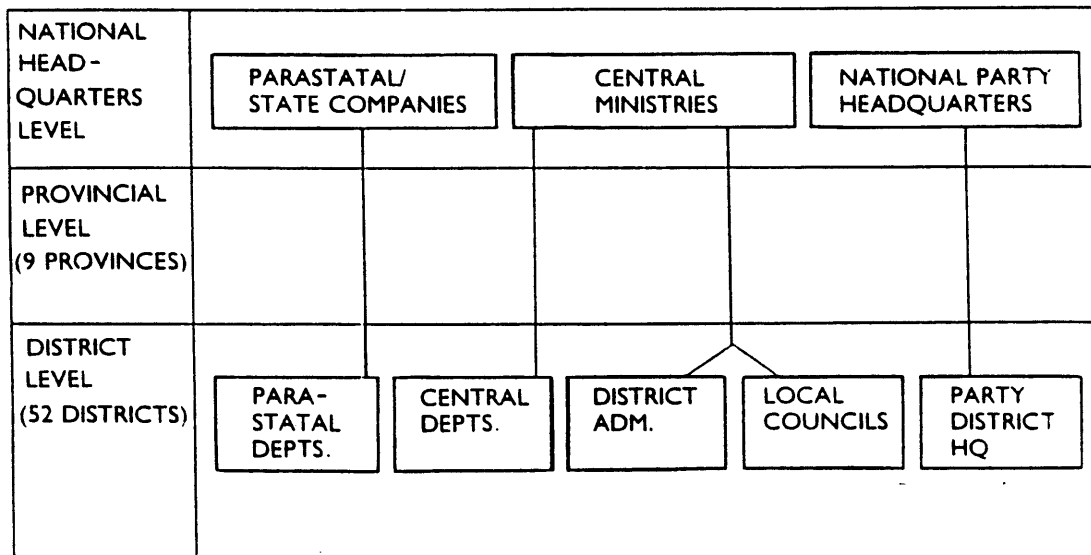 NATIONAL
HEAD-
QUARTERS
LEVEL
PARASTATAL/
STATE COMPANIES
CENTRAL
MINISTRIES
NATIONAL PARTY
HEADQUARTERS
PROVINCIAL
LEVEL
(9 PROVINCES)
DISTRICT
LEVEL
(52 DISTRICTS)
PARA-
STATAL
DEPTS.
CENTRAL
DEPTS.
DISTRICT
ADM.
LOCAL
COUNCILS
PARTY
DISTRICT
HQ